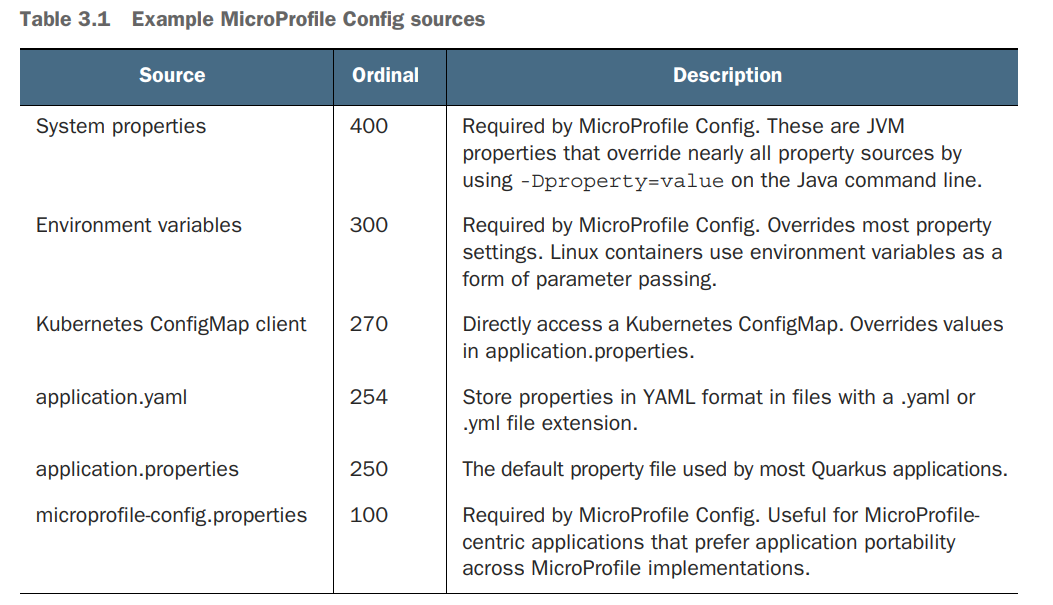 Table 3.1 Example MicroProfile Config sources
Source Ordinal Description
System properties 400 Required by MicroProfile Config. These are JVM
properties that override nearly all property sources by
using -Dproperty=value on the Java command line.
Environment variables 300 Required by MicroProfile Config. Overrides most property
settings. Linux containers use environment variables as a
form of parameter passing.
Kubernetes ConfigMap client 270 Directly access a Kubernetes ConfigMap. Overrides values
in application.properties.
application.yaml 254 Store properties in YAML format in files with a .yaml or
.yml file extension.
application.properties 250 The default property file used by most Quarkus applications.
microprofile-config.properties 100 Required by MicroProfile Config. Useful for MicroProfile-
centric applications that prefer application portability
across MicroProfile implementations.